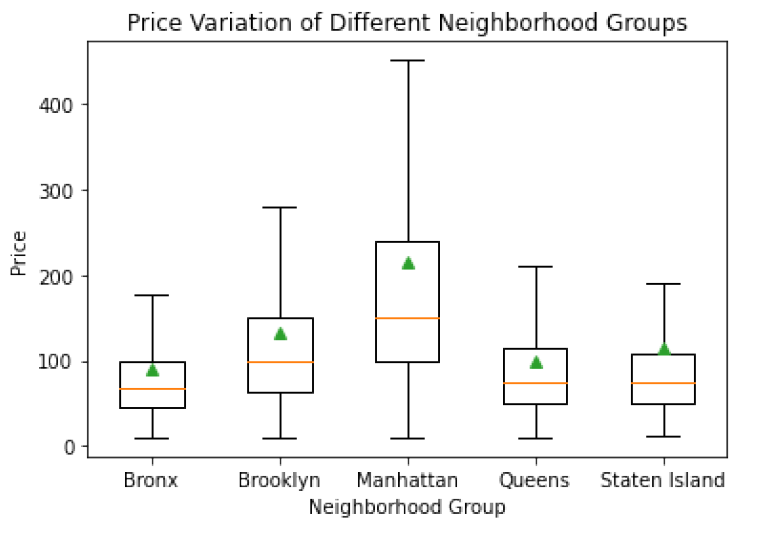 Price Variation of Different Neighborhood Groups
Price
400
300
200
100
0
Bronx Brooklyn Manhattan Queens Staten Island
Neighborhood Group